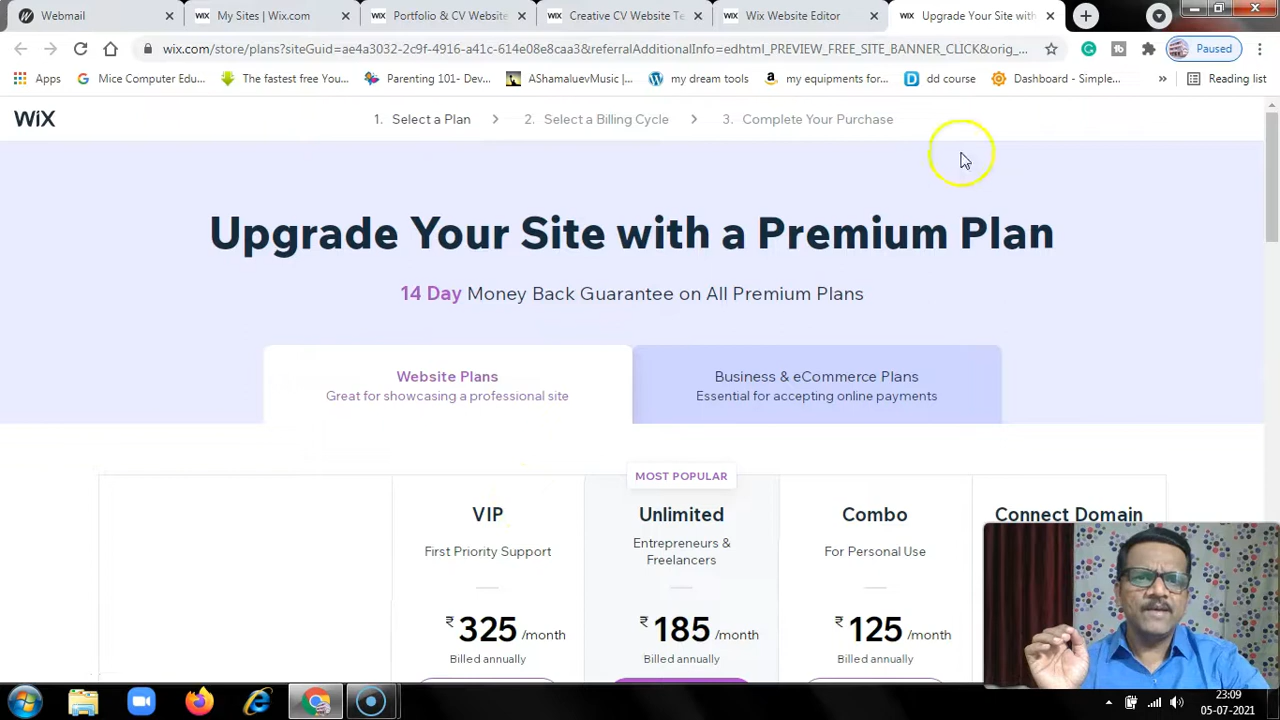 Webmail
My Sites | Wix.com
Portfolio & CV Website
Creative CV Website Te
Wix Website Editor
Upgrade Your Site with
wix.com/store/plans?siteGuid=ae4a3032-2c9f-4916-a41c-614e08e8caa3&referralAdditionalInfo=edhtml_PREVIEW_FREE_SITE_BANNER_CLICK&orig_...
Paused
Apps
Mice Computer Edu...
The fastest free You...
Parenting 101- Dev...
AShamaluevMusic |...
my dream tools
my equipments for...
dd course
Dashboard - Simple...
Reading list
WiX
1. Select a Plan
2. Select a Billing Cycle
3. Complete Your Purchase
Upgrade Your Site with a Premium Plan
14 Day Money Back Guarantee on All Premium Plans
Website Plans
Great for showcasing a professional site
Business & eCommerce Plans
Essential for accepting online payments
MOST POPULAR
VIP
First Priority Support
₹ 325 /month
Billed annually
Unlimited
Entrepreneurs &
Freelancers
₹ 185 /month
Billed annually
Combo
For Personal Use
₹ 125 /month
Billed annually
Connect Domain
23:09
05-07-2021